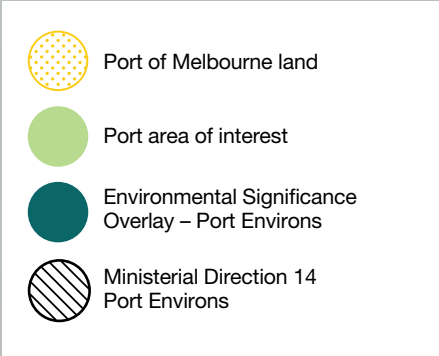 Port of Melbourne land
Port area of interest
Environmental Significance
Overlay – Port Environs
Ministerial Direction 14
Port Environs